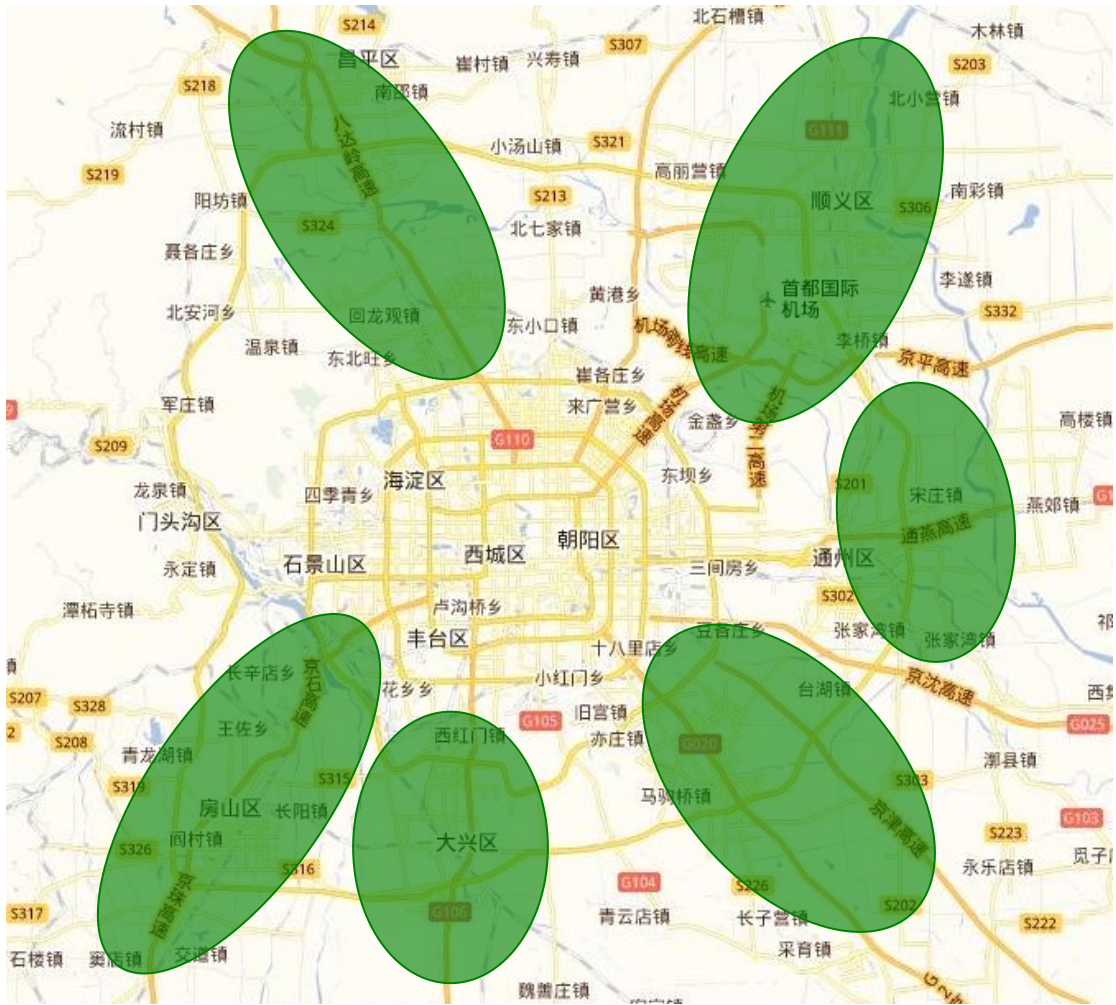 北石槽镇
S214
木林镇
S307
昌平区
崔村镇
兴寿镇
S203
S218
南邵镇
北小营镇
流村镇
G111
八达岭高速
小汤山镇
S321
S219
高丽营镇
阳坊镇
S213
顺义区
S306
南彩镇
S324
北七家镇
聂各庄乡
李遂镇
首都国际
机场
黄港乡
北安河乡
回龙观镇
东小口镇
S332
温泉镇
东北旺乡
李桥镇
京平高速
崔各庄乡
军庄镇
来广营乡
机场高速
金盏乡
机场第二高速
高楼镇
S209
G110
东坝乡
海淀区
S201
龙泉镇
四季青乡
宋庄镇
燕郊镇
门头沟区
通燕高速
朝阳区
西城区
石景山区
通州区
永定镇
三间房乡
潭柘寺镇
卢沟桥乡
S302
丰台区
豆各庄乡
张家湾镇
张家湾镇
十八里店乡
长辛店乡
京石高速
花乡乡
小红门乡
台湖镇
京沈高速
S207
S328
旧宫镇
G105
G025
王佐乡
西红门镇
亦庄镇
G020
S208
青龙湖镇
漷县镇
S319
S315
S303
马驹桥镇
房山区
长阳镇
京津高速
G103
阎村镇
大兴区
S223
S326
S316
永乐店镇
京珠高速
G104
S226
S202
S317
G106
青云店镇
长子营镇
S222
石楼镇
窦店镇
交道镇
采育镇
魏善庄镇